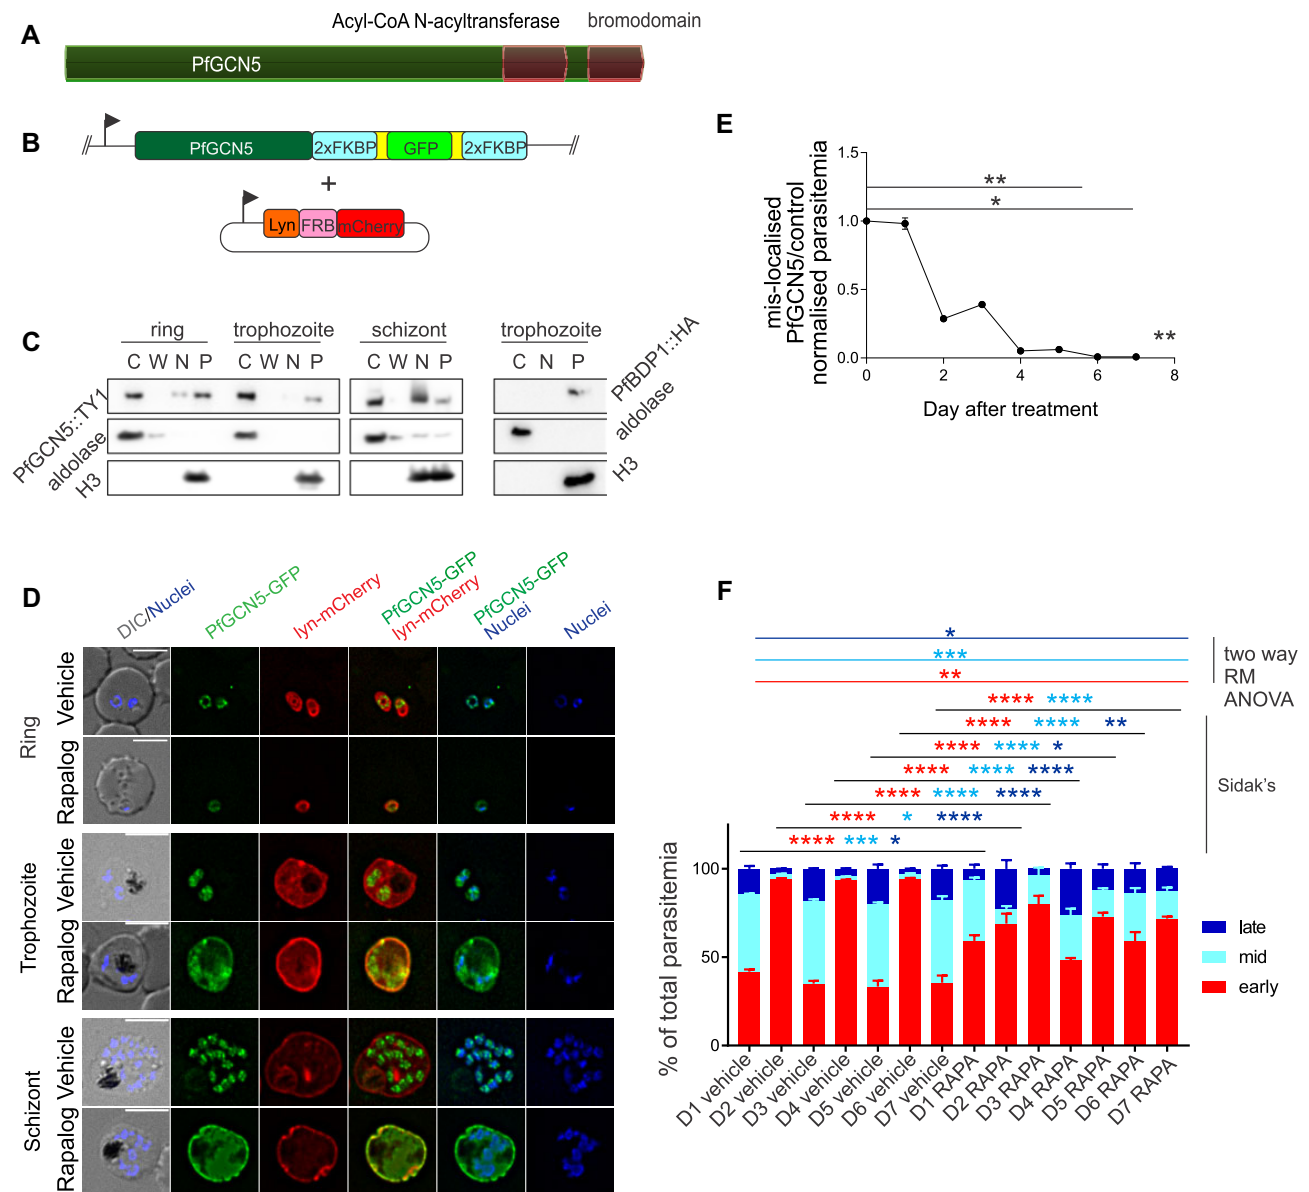 A
Acyl-CoA N-acyltransferase
bromodomain
PfGCN5
B
PfGCN5 2xFKBP GFP 2xFKBP
+
Lyn FRB mCherry
C
ring trophozoite schizont trophozoite
C W N P C W N P C W N P C N P
PfGCN5::TY1
aldolase
H3
PfBDP1::HA
aldolase
H3
D
DIC/Nuclei
PfGCN5-GFP
lyn-mCherry
PfGCN5-GFP
lyn-mCherry
PfGCN5-GFP
Nuclei
Nuclei
Ring
Vehicle
Rapalog
Trophozoite
Vehicle
Rapalog
Schizont
Vehicle
Rapalog
E
mis-localised
PfGCN5/control
normalised parasitemia
1.5
1.0
0.5
0.0
0 2 4 6 8
**
*
**
Day after treatment
F
*
***
**
two way
RM
ANOVA
**** ****
**** **** **
**** **** *
**** **** ****
**** **** ****
**** * ****
**** *** *
Sidak's
% of total parasitemia
100
50
0
late
mid
early
D1 vehicle
D2 vehicle
D3 vehicle
D4 vehicle
D5 vehicle
D6 vehicle
D7 vehicle
D1 RAPA
D2 RAPA
D3 RAPA
D4 RAPA
D5 RAPA
D6 RAPA
D7 RAPA